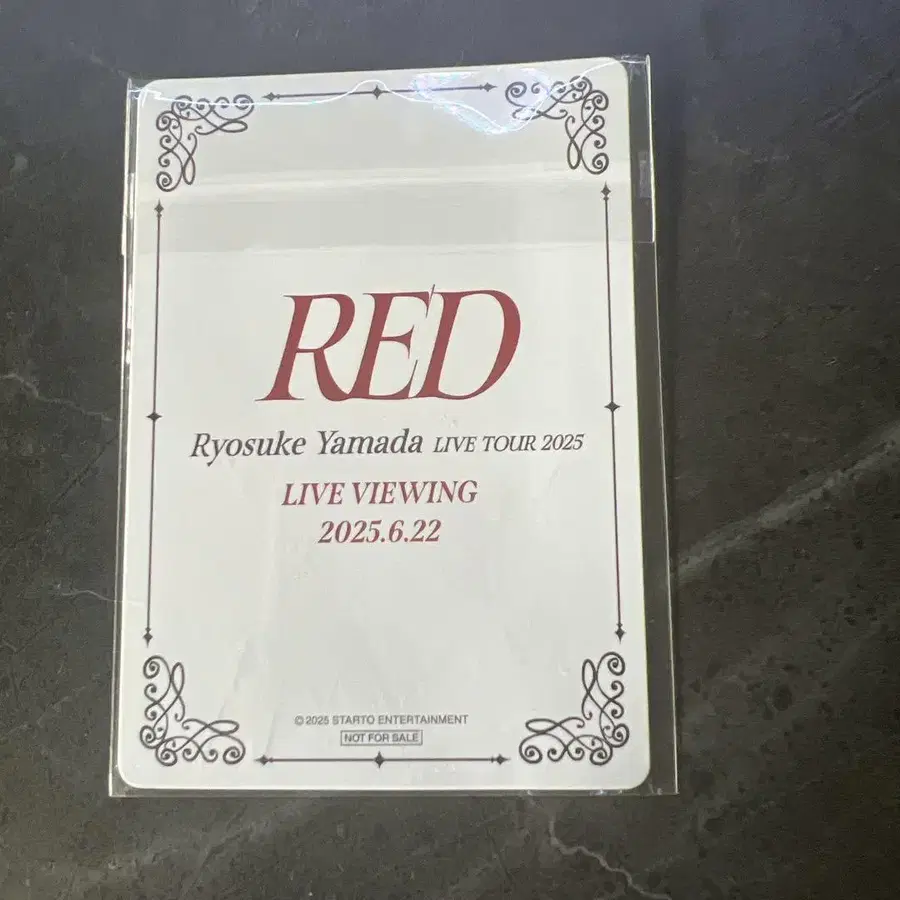 RED
Ryosuke Yamada LIVE TOUR 2025
LIVE VIEWING
2025.6.22
© 2025 STARTO ENTERTAINMENT
NOT FOR SALE